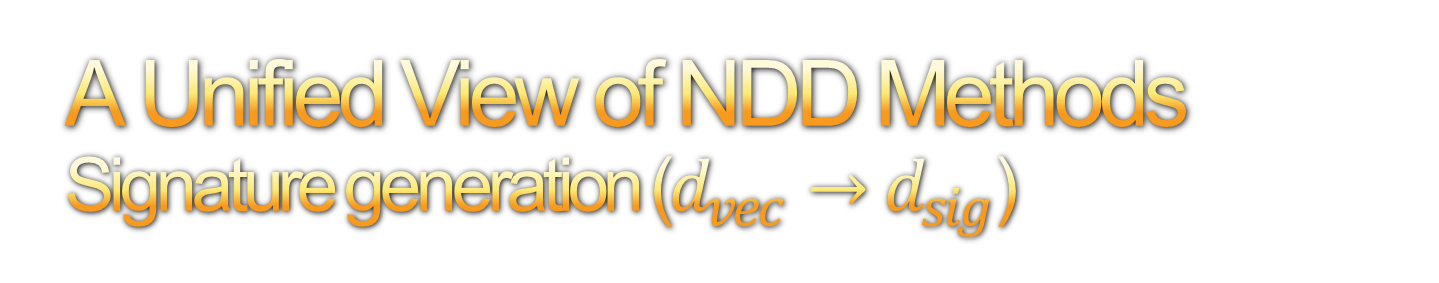 A Unified View of NDD Methods
Signature generation (d_vec → d_sig)